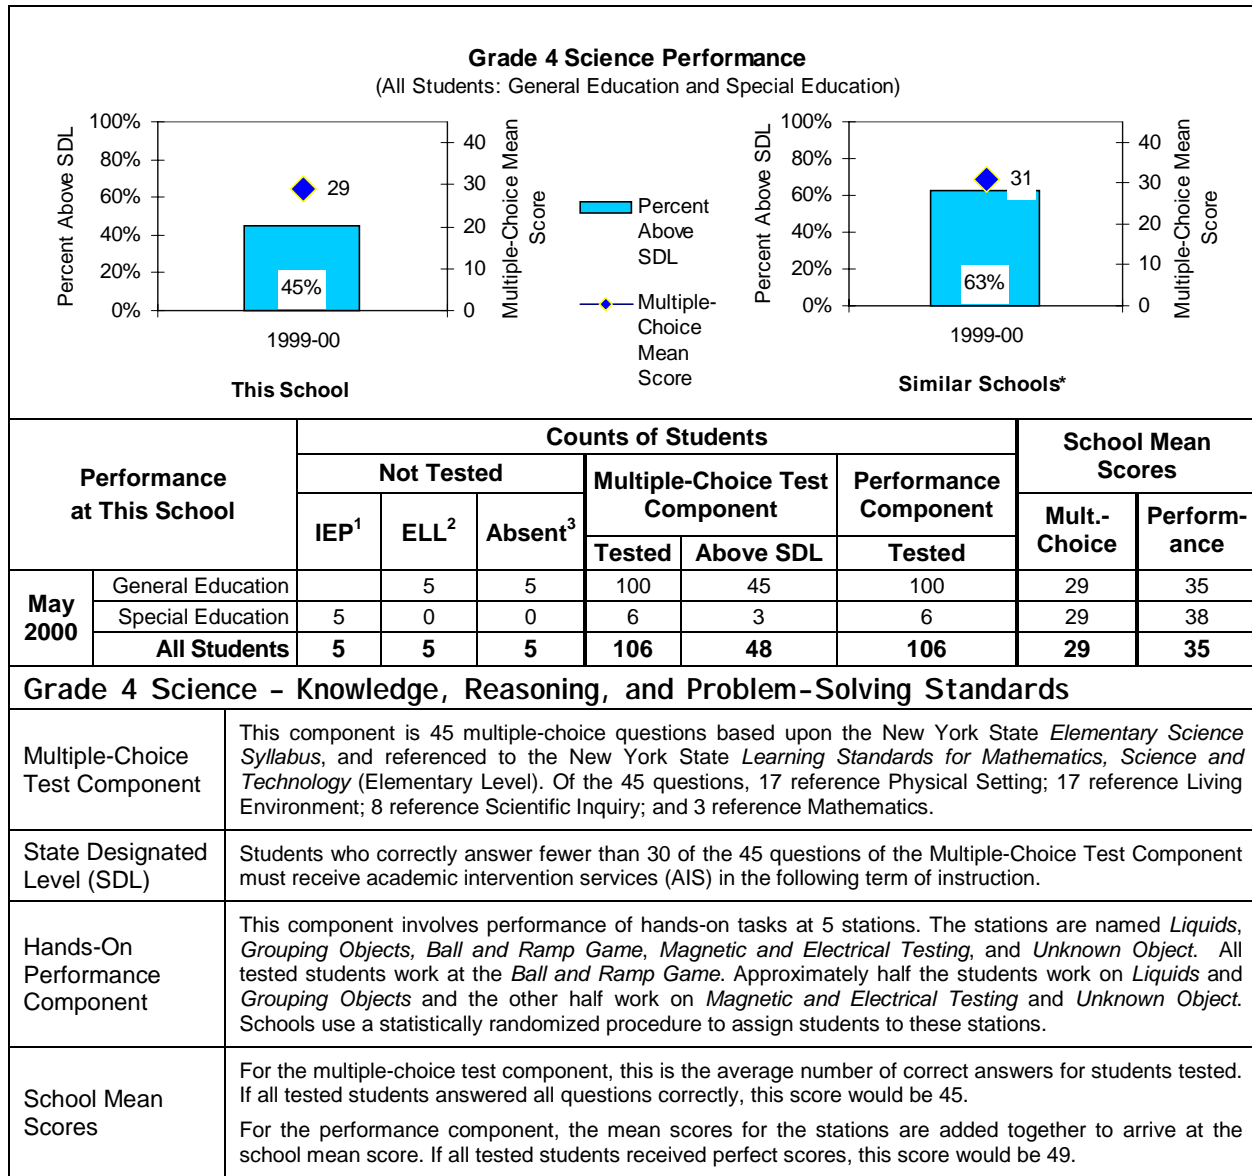 Grade 4 Science Performance
(All Students: General Education and Special Education)
Percent Above SDL
100%
80%
60%
40%
20%
0%
29
45%
1999-00
40
30
20
10
0
Multiple-Choice Mean
Score
This School
Percent
Above
SDL
Multiple-
Choice
Mean
Score
Percent Above SDL
100%
80%
60%
40%
20%
0%
31
63%
1999-00
40
30
20
10
0
Multiple-Choice Mean
Score
Similar Schools*
Performance
at This School
Counts of Students
School Mean
Scores
Not Tested
Multiple-Choice Test
Component
Performance
Component
IEP1 ELL2 Absent3
Mult.-
Choice
Perform-
ance
Tested Above SDL Tested
May
2000
General Education 5 5 100 45 100 29 35
Special Education 5 0 0 6 3 6 29 38
All Students 5 5 5 106 48 106 29 35
Grade 4 Science – Knowledge, Reasoning, and Problem-Solving Standards
Multiple-Choice
Test Component
This component is 45 multiple-choice questions based upon the New York State Elementary Science
Syllabus, and referenced to the New York State Learning Standards for Mathematics, Science and
Technology (Elementary Level). Of the 45 questions, 17 reference Physical Setting; 17 reference Living
Environment; 8 reference Scientific Inquiry; and 3 reference Mathematics.
State Designated
Level (SDL)
Students who correctly answer fewer than 30 of the 45 questions of the Multiple-Choice Test Component
must receive academic intervention services (AIS) in the following term of instruction.
Hands-On
Performance
Component
This component involves performance of hands-on tasks at 5 stations. The stations are named Liquids,
Grouping Objects, Ball and Ramp Game, Magnetic and Electrical Testing, and Unknown Object. All
tested students work at the Ball and Ramp Game. Approximately half the students work on Liquids and
Grouping Objects and the other half work on Magnetic and Electrical Testing and Unknown Object.
Schools use a statistically randomized procedure to assign students to these stations.
School Mean
Scores
For the multiple-choice test component, this is the average number of correct answers for students tested.
If all tested students answered all questions correctly, this score would be 45.
For the performance component, the mean scores for the stations are added together to arrive at the
school mean score. If all tested students received perfect scores, this score would be 49.